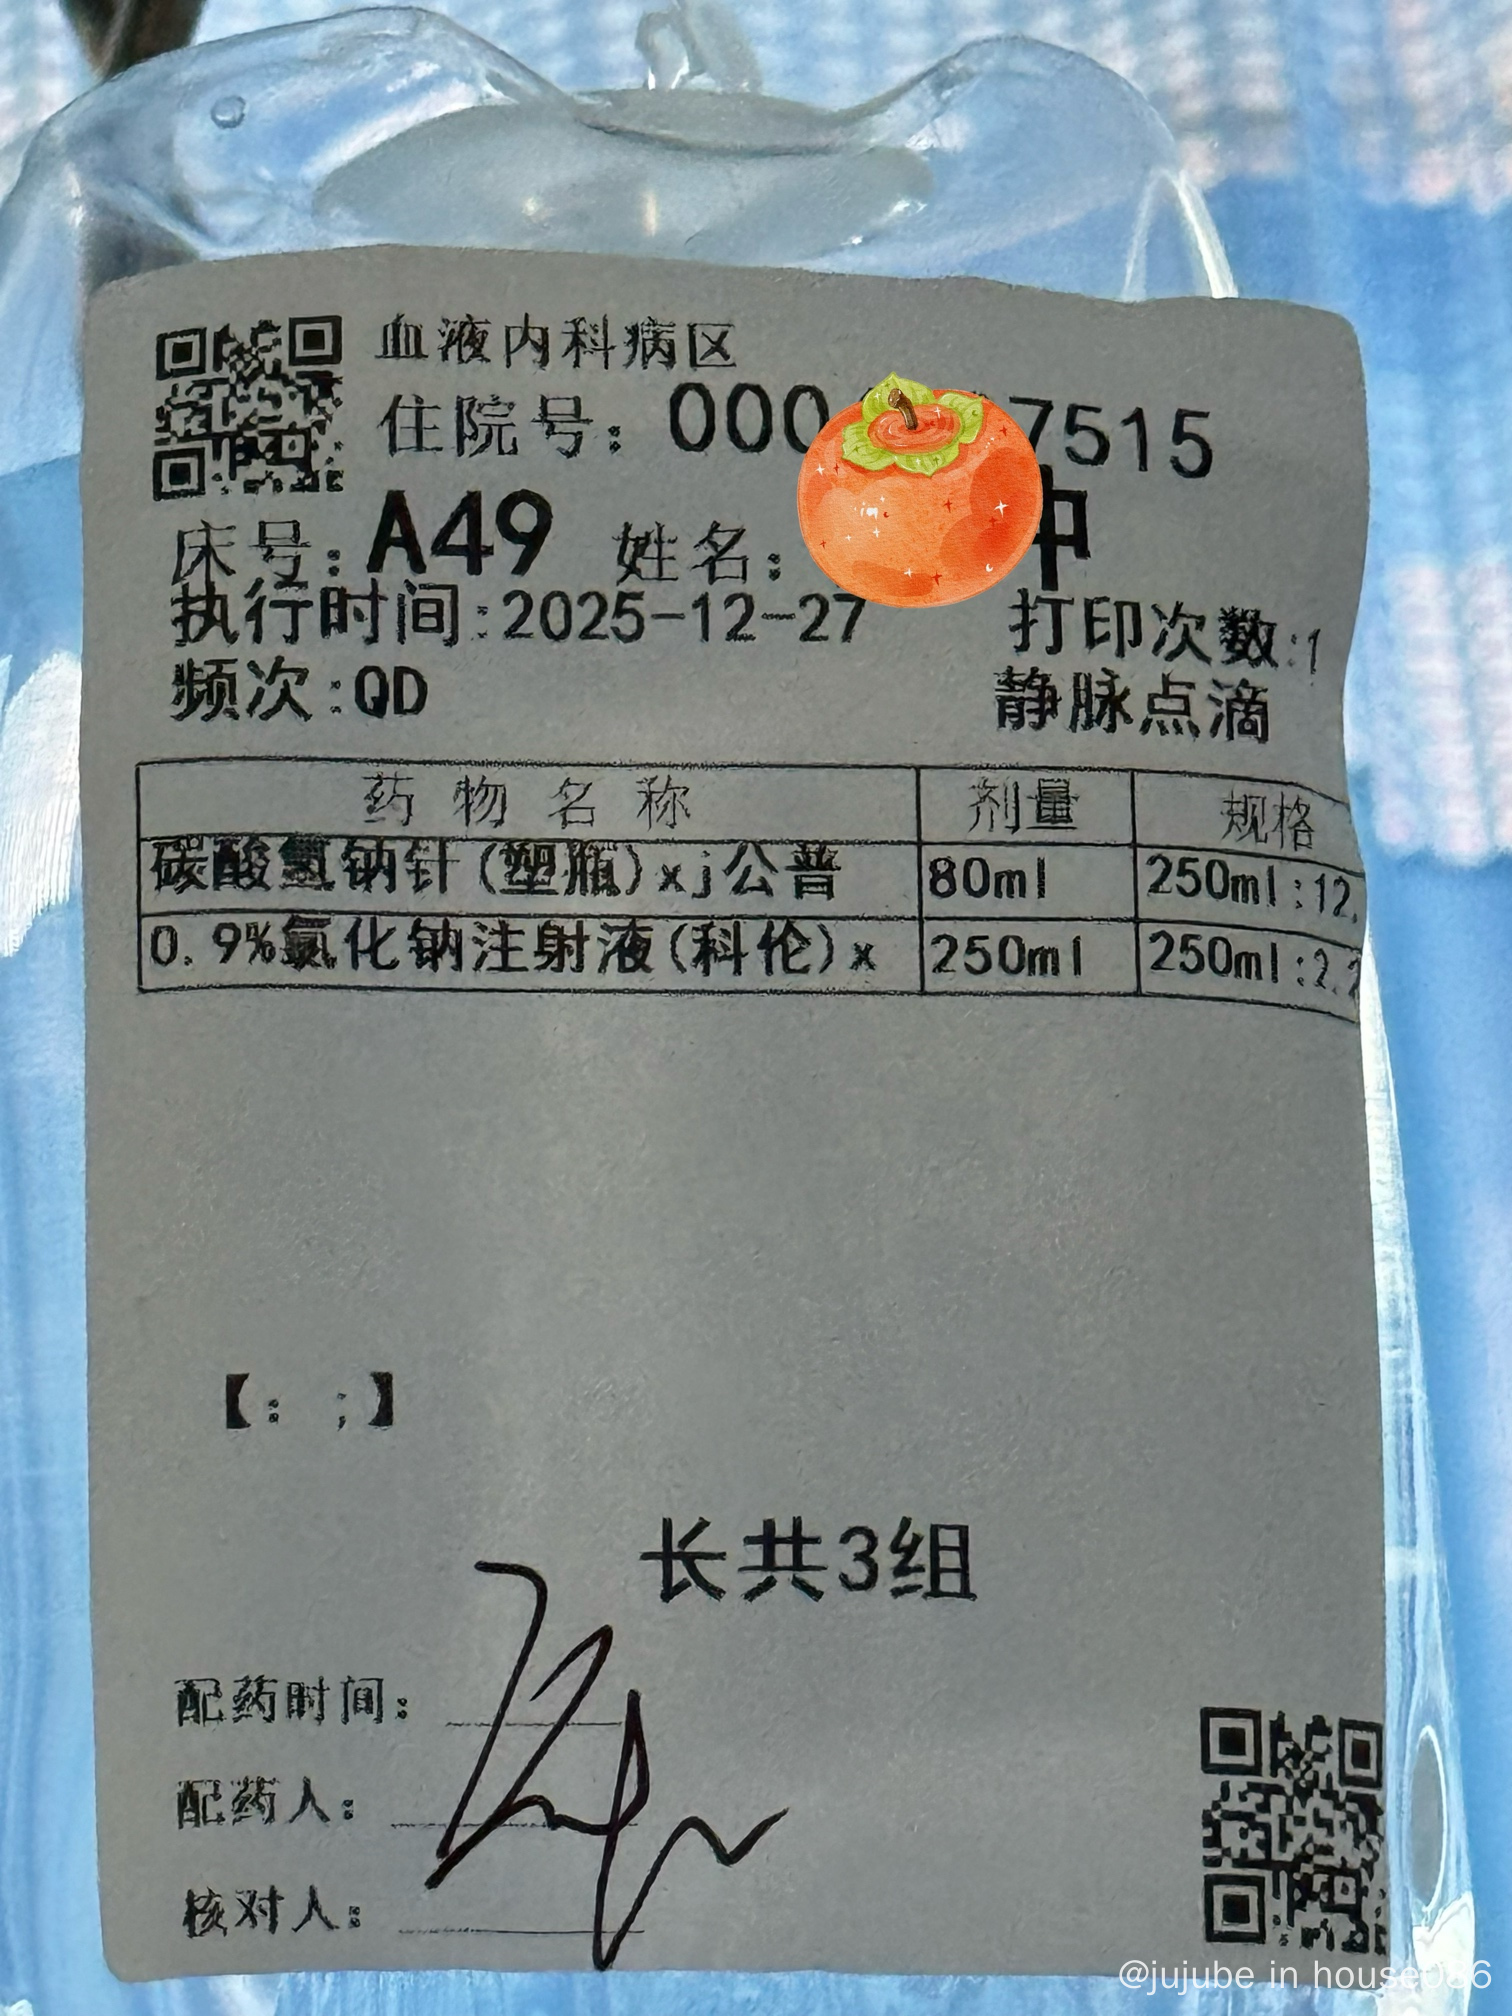 血液内科病区
住院号：000 7515
床号：A49 姓名： 中
执行时间：2025-12-27 打印次数：1
频次：QD 静脉点滴
药物名称 剂量 规格
碳酸氢钠针(塑瓶)xj公普 80ml 250ml:12.
0.9%氯化钠注射液(科伦)x 250ml 250ml:2.2
【： ；】
长共3组
配药时间：
配药人：
核对人：
@jujube in house086